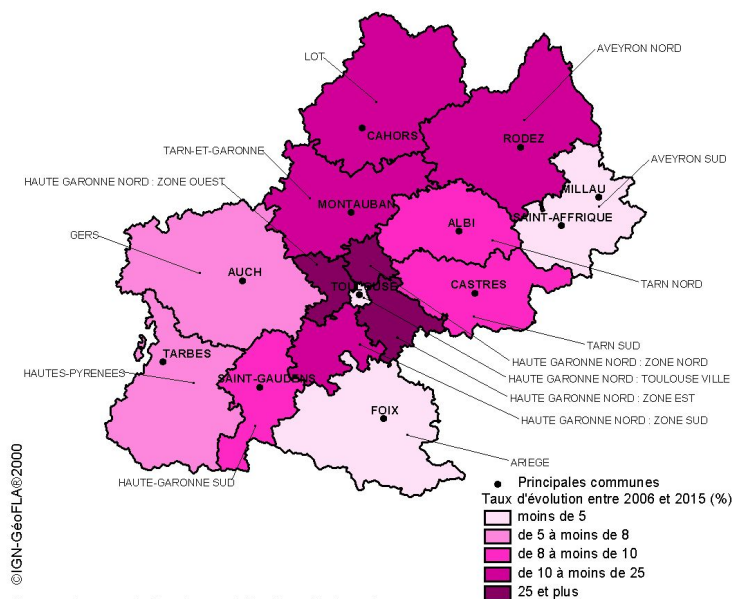 LOT
AVEYRON NORD
CAHORS
RODEZ
TARN-ET-GARONNE
AVEYRON SUD
HAUTE GARONNE NORD : ZONE OUEST
MILLAU
MONTAUBAN
SAINT-AFFRIQUE
ALBI
GERS
AUCH
TARN NORD
TOULOUSE
CASTRES
TARN SUD
TARBES
HAUTE GARONNE NORD : ZONE NORD
HAUTES-PYRENEES
SAINT-GAUDENS
HAUTE GARONNE NORD : TOULOUSE VILLE
HAUTE GARONNE NORD : ZONE EST
FOIX
HAUTE GARONNE NORD : ZONE SUD
ARIEGE
HAUTE-GARONNE SUD
©IGN-GéoFLA®2000
Principales communes
Taux d'évolution entre 2006 et 2015 (%)
moins de 5
de 5 à moins de 8
de 8 à moins de 10
de 10 à moins de 25
25 et plus